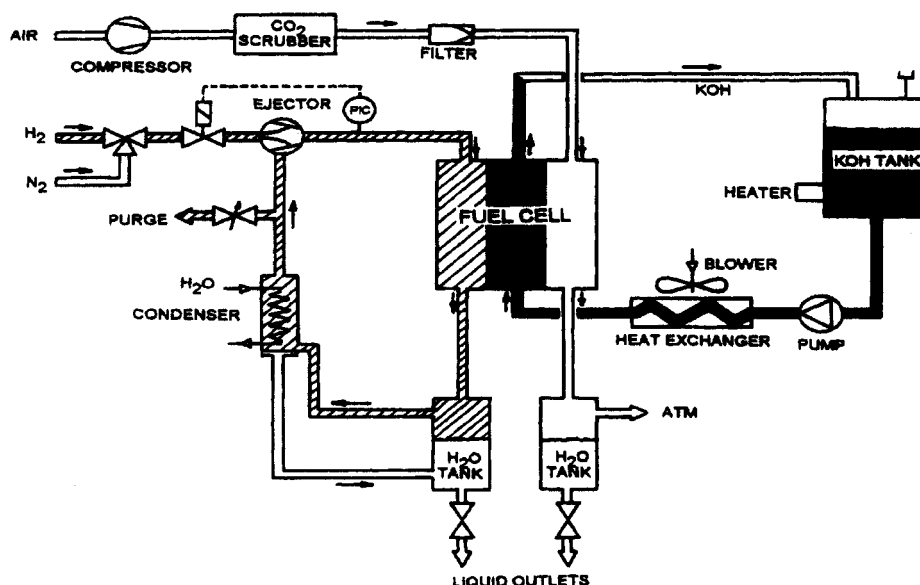 AIR
COMPRESSOR
CO2
SCRUBBER
FILTER
KOH
EJECTOR
PIC
H2
N2
KOH TANK
HEATER
FUEL CELL
PURGE
BLOWER
H2O
CONDENSER
HEAT EXCHANGER
PUMP
ATM
H2O
TANK
H2O
TANK
LIQUID OUTLETS